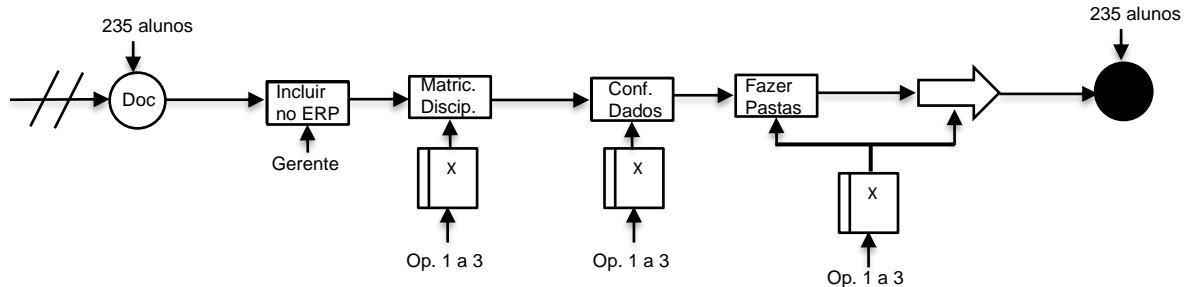 235 alunos
235 alunos
Doc
Incluir
no ERP
Matric.
Discip.
Conf.
Dados
Fazer
Pastas
Gerente
X
X
X
Op. 1 a 3
Op. 1 a 3
Op. 1 a 3